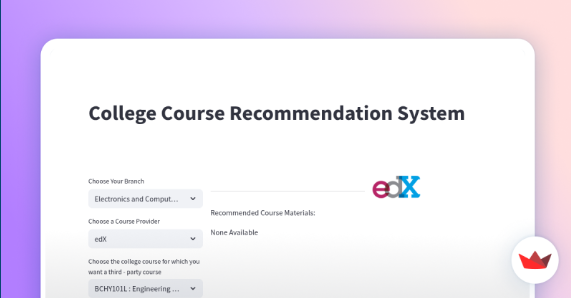 College Course Recommendation System
Choose Your Branch
Electronics and Comput...
Choose a Course Provider
edX
Choose the college course for which you
want a third - party course
BCHY101L : Engineering ...
edX
Recommended Course Materials:
None Available